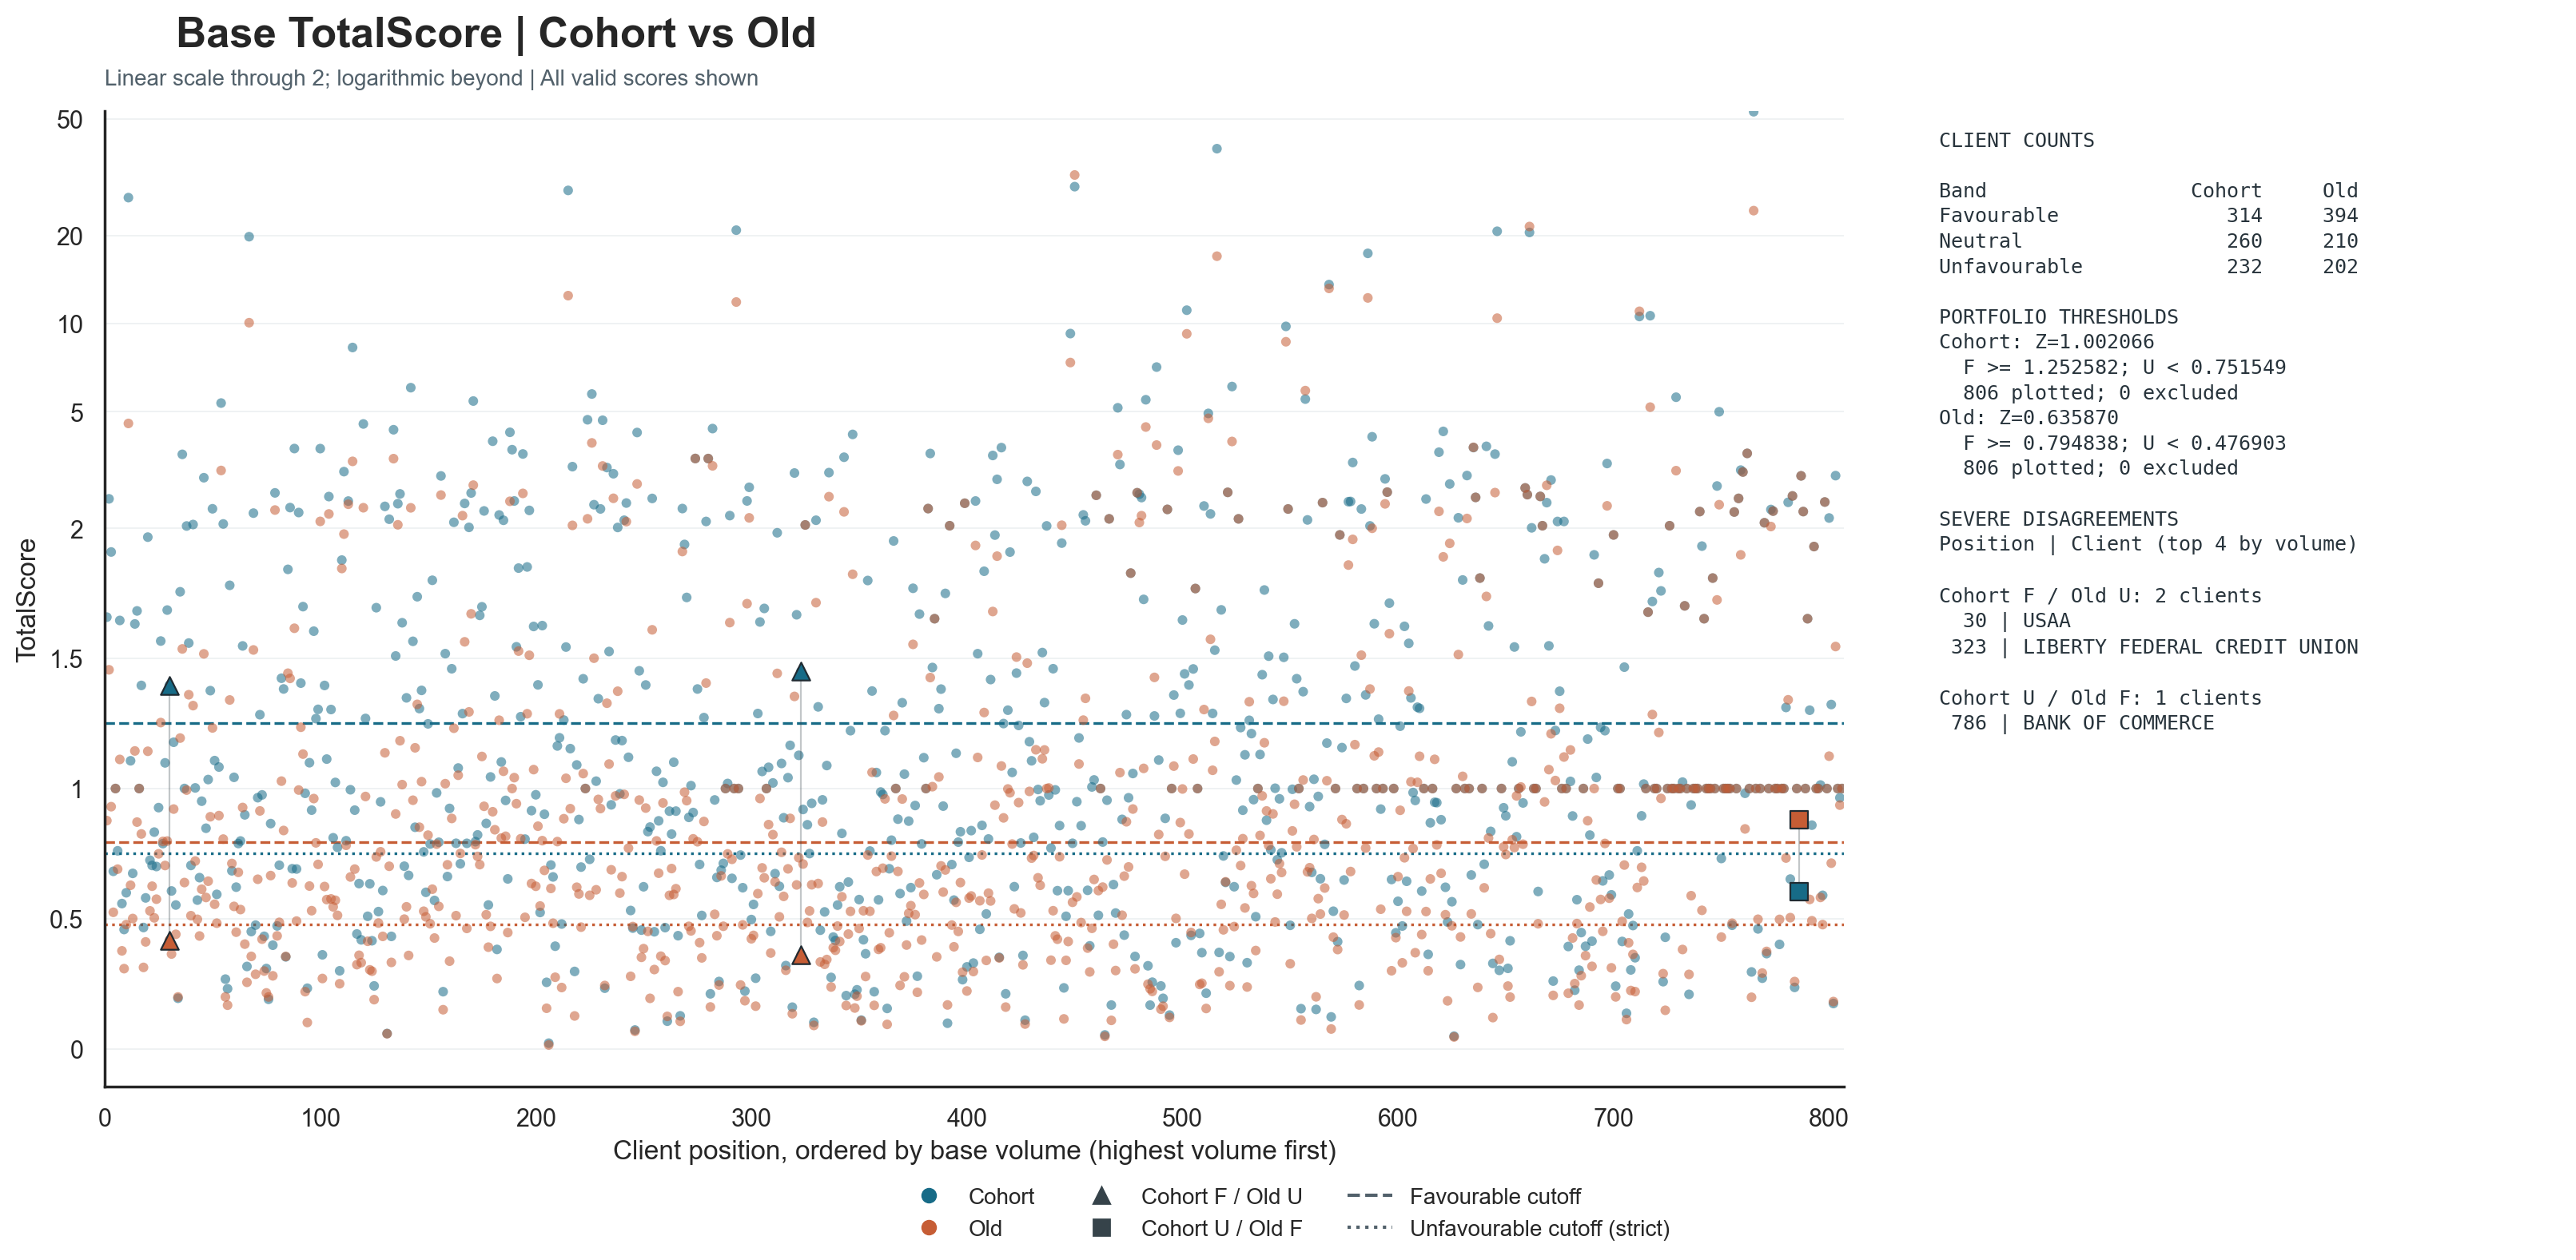 Base TotalScore | Cohort vs Old
Linear scale through 2; logarithmic beyond | All valid scores shown
50
20
10
5
2
1.5
1
0.5
0
TotalScore
0 100 200 300 400 500 600 700 800
Client position, ordered by base volume (highest volume first)
Cohort Cohort F / Old U Favourable cutoff
Old Cohort U / Old F Unfavourable cutoff (strict)
CLIENT COUNTS
Band Cohort Old
Favourable 314 394
Neutral 260 210
Unfavourable 232 202
PORTFOLIO THRESHOLDS
Cohort: Z=1.002066
F >= 1.252582; U < 0.751549
806 plotted; 0 excluded
Old: Z=0.635870
F >= 0.794838; U < 0.476903
806 plotted; 0 excluded
SEVERE DISAGREEMENTS
Position | Client (top 4 by volume)
Cohort F / Old U: 2 clients
30 | USAA
323 | LIBERTY FEDERAL CREDIT UNION
Cohort U / Old F: 1 clients
786 | BANK OF COMMERCE